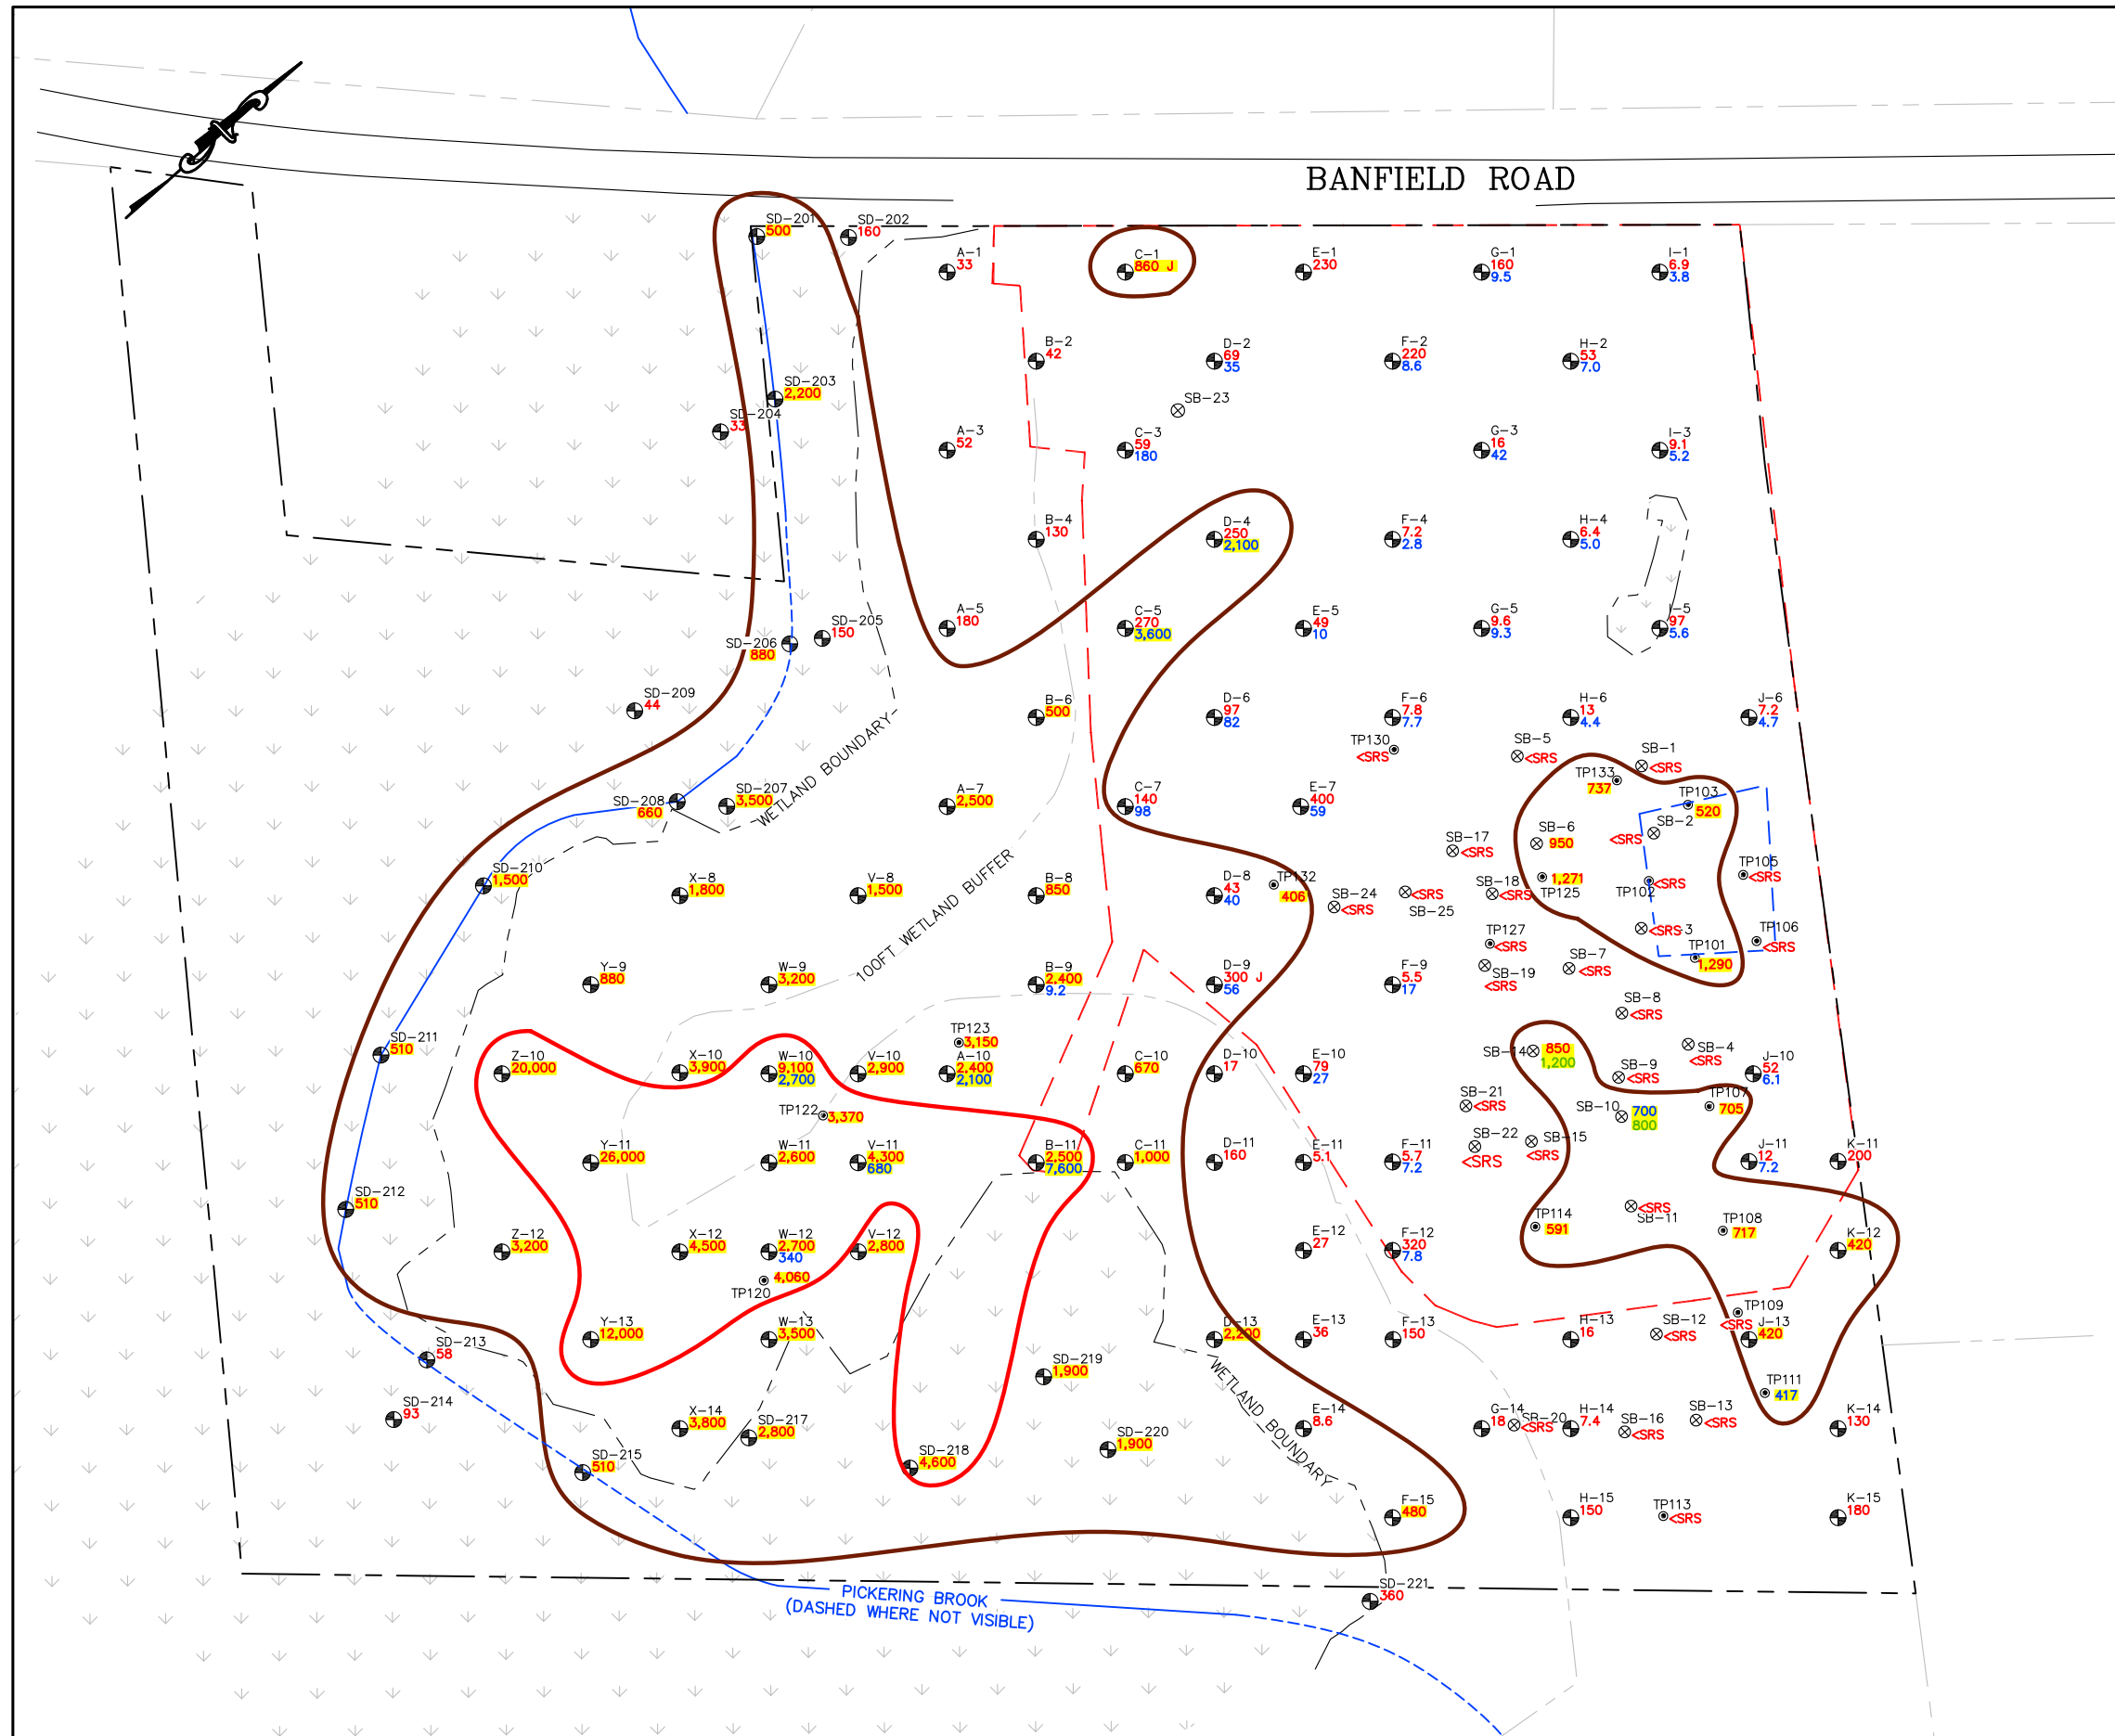 BANFIELD ROAD
SD-201
500
SD-202
160
A-1
33
C-1
860 J
E-1
230
G-1
160
9.5
I-1
6.9
3.8
B-2
42
D-2
69
35
F-2
220
8.6
H-2
53
7.0
SD-203
2,200
SD-204
33
SB-23
A-3
52
C-3
59
180
G-3
16
42
I-3
9.1
5.2
B-4
130
D-4
250
2,100
F-4
7.2
2.8
H-4
6.4
5.0
SD-205
150
SD-206
880
A-5
180
C-5
270
3,600
E-5
49
10
G-5
9.6
9.3
I-5
97
5.6
SD-209
44
B-6
500
D-6
97
82
F-6
7.8
7.7
H-6
13
4.4
J-6
7.2
4.7
TP130
<SRS
SB-5
<SRS
SB-1
<SRS
TP133
737
WETLAND BOUNDARY
SD-208
660
SD-207
3,500
A-7
2,500
C-7
140
98
E-7
400
59
TP103
520
SB-17
<SRS
SB-6
950
SB-2
<SRS
SD-210
1,500
X-8
1,800
V-8
1,500
B-8
850
D-8
43
40
TP132
406
SB-24
<SRS
<SRS
SB-25
SB-18
<SRS
1,271
TP125
TP102
<SRS
TP105
<SRS
100FT WETLAND BUFFER
TP127
<SRS
<SRS
-3
TP106
<SRS
Y-9
880
W-9
3,200
B-9
2,400
9.2
D-9
300 J
56
F-9
5.5
17
SB-19
<SRS
SB-7
<SRS
TP101
1,290
SB-8
<SRS
SD-211
510
Z-10
20,000
X-10
3,900
W-10
9,100
2,700
V-10
2,900
TP123
3,150
A-10
2,400
2,100
C-10
670
D-10
17
E-10
79
27
SB-14
850
1,200
SB-9
<SRS
SB-4
<SRS
J-10
52
6.1
TP122
3,370
SB-21
<SRS
SB-10
700
800
TP107
705
Y-11
26,000
W-11
2,600
V-11
4,300
680
B-11
2,500
7,600
C-11
1,000
D-11
160
E-11
5.1
F-11
5.7
7.2
SB-22
<SRS
SB-15
<SRS
J-11
12
7.2
K-11
200
SD-212
510
Z-12
3,200
X-12
4,500
W-12
2,700
340
V-12
2,800
E-12
27
F-12
320
7.8
TP114
591
<SRS
SB-11
TP108
717
K-12
420
4,060
TP120
Y-13
12,000
W-13
3,500
D-13
2,200
E-13
36
F-13
150
H-13
16
SB-12
<SRS
TP109
<SRS
J-13
420
SD-213
58
SD-219
1,900
WETLAND BOUNDARY
TP111
417
SD-214
93
X-14
3,800
SD-217
2,800
E-14
8.6
G-14
18
SB-20
<SRS
H-14
7.4
SB-16
<SRS
SB-13
<SRS
K-14
130
SD-215
510
SD-218
4,600
SD-220
1,900
F-15
480
H-15
150
TP113
<SRS
K-15
180
SD-221
360
PICKERING BROOK
(DASHED WHERE NOT VISIBLE)